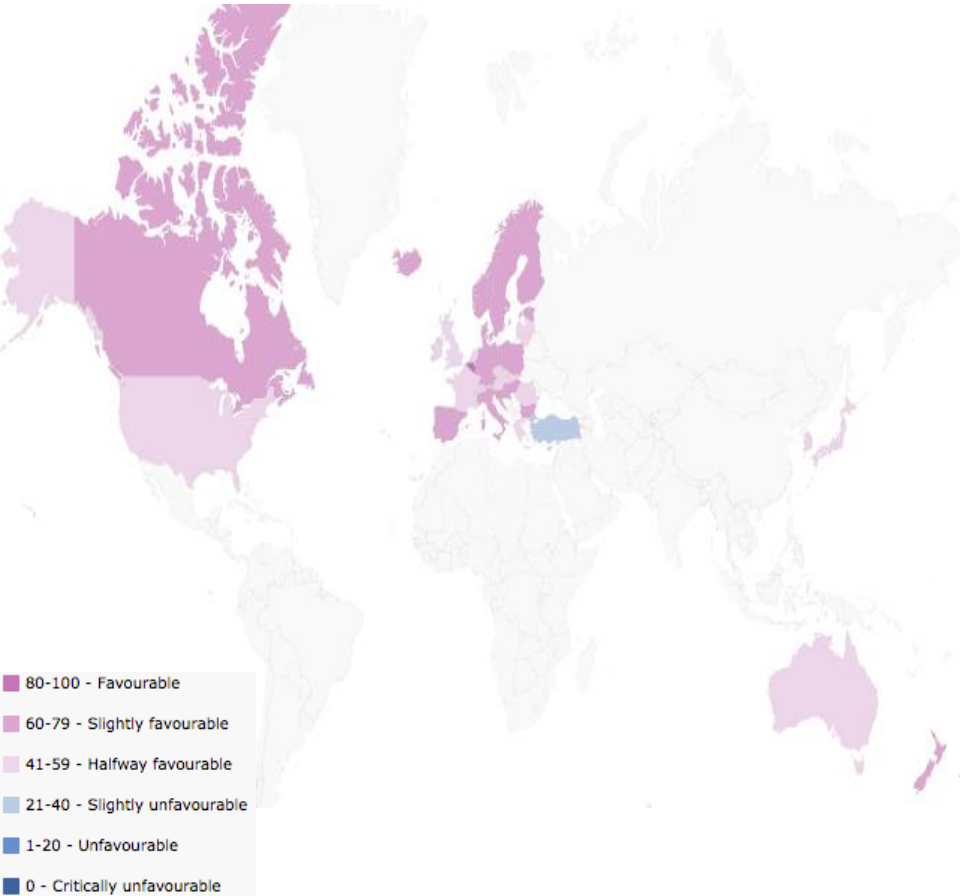 80-100 - Favourable
60-79 - Slightly favourable
41-59 - Halfway favourable
21-40 - Slightly unfavourable
1-20 - Unfavourable
0 - Critically unfavourable